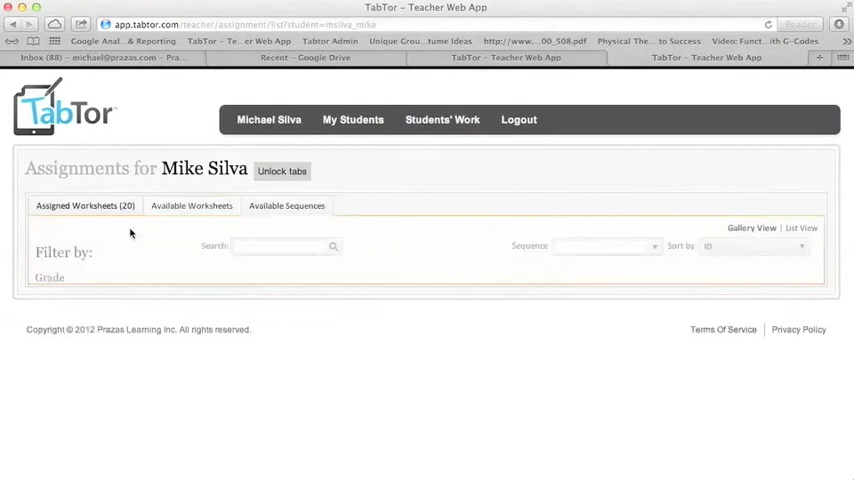 TabTor – Teacher Web App
app.tabtor.com/teacher/assignment/list?student=msilva_mike
Reader
Google Anal... & Reporting TabTor – Te...er Web App Tabtor Admin Unique Grou...tume Ideas http://www....00_508.pdf Physical The... to Success Video: Funct...ith G-Codes
Inbox (88) – michael@prazas.com – Pra... Recent – Google Drive TabTor – Teacher Web App TabTor – Teacher Web App
TabTor™
Michael Silva My Students Students' Work Logout
Assignments for Mike Silva Unlock tabs
Assigned Worksheets (20) Available Worksheets Available Sequences
Gallery View | List View
Filter by: Search: Sequence Sort by ID
Grade
Copyright © 2012 Prazas Learning Inc. All rights reserved. Terms Of Service Privacy Policy